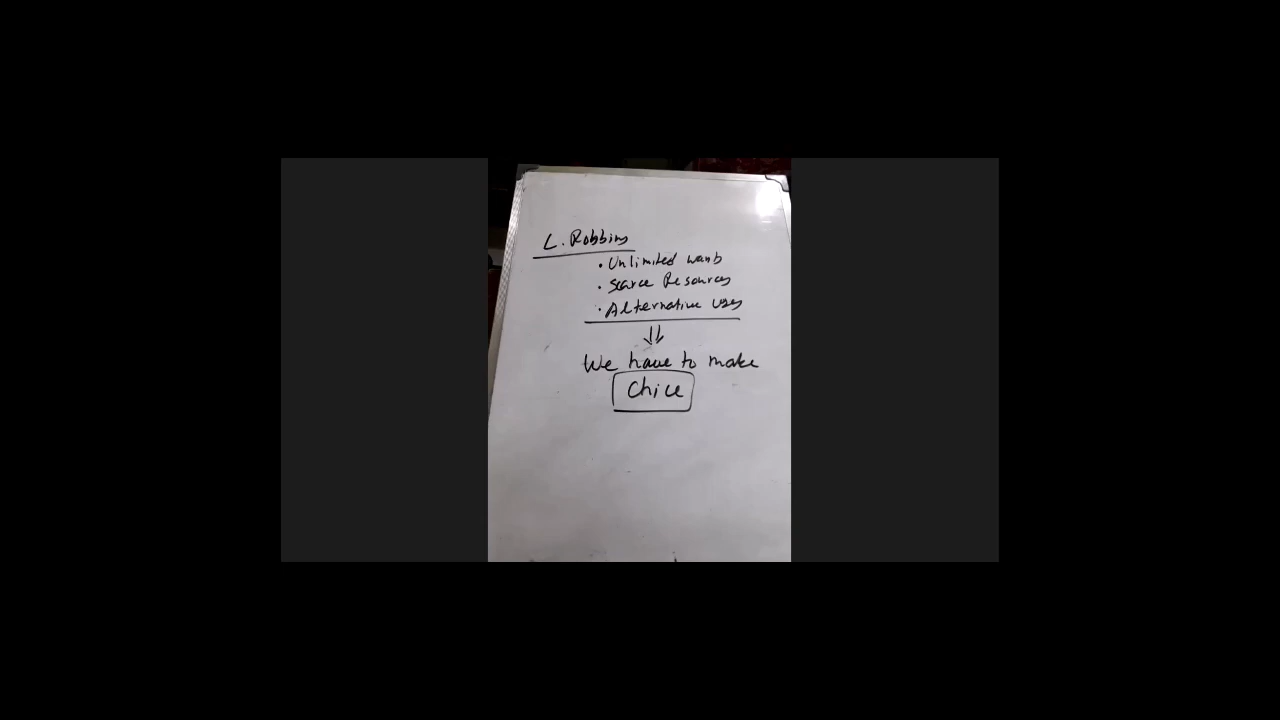 L. Robbins
• Unlimited wants
• Scarce Resources
• Alternative uses
⇓
We have to make
Chice